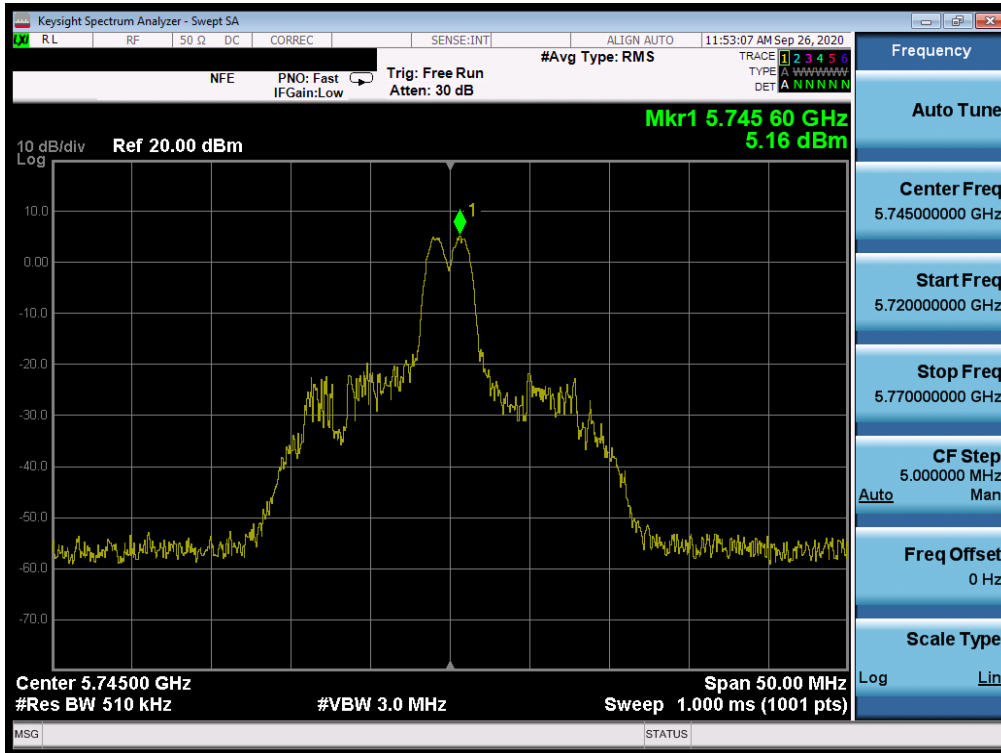 Keysight Spectrum Analyzer - Swept SA
LXI RL RF 50 Ω DC CORREC SENSE:INT ALIGN AUTO 11:53:07 AM Sep 26, 2020
NFE PNO: Fast IFGain:Low Trig: Free Run Atten: 30 dB #Avg Type: RMS
TRACE 1 2 3 4 5 6
TYPE A WWWWWW
DET A N N N N N
Mkr1 5.745 60 GHz
5.16 dBm
10 dB/div Ref 20.00 dBm
Log
1
10.0
0.00
-10.0
-20.0
-30.0
-40.0
-50.0
-60.0
-70.0
Center 5.74500 GHz Span 50.00 MHz
#Res BW 510 kHz #VBW 3.0 MHz Sweep 1.000 ms (1001 pts)
MSG STATUS
Frequency
Auto Tune
Center Freq
5.745000000 GHz
Start Freq
5.720000000 GHz
Stop Freq
5.770000000 GHz
CF Step
5.000000 MHz
Auto Man
Freq Offset
0 Hz
Scale Type
Log Lin